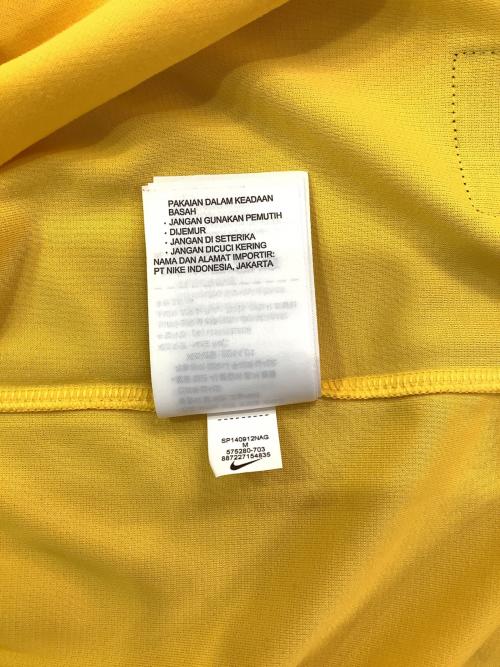 PAKAIAN DALAM KEADAAN
BASAH
· JANGAN GUNAKAN PEMUTIH
· DIJEMUR
· JANGAN DI SETERIKA
· JANGAN DICUCI KERING
NAMA DAN ALAMAT IMPORTIR:
PT NIKE INDONESIA, JAKARTA
SP140912NAG
M
575280-703
887227154835